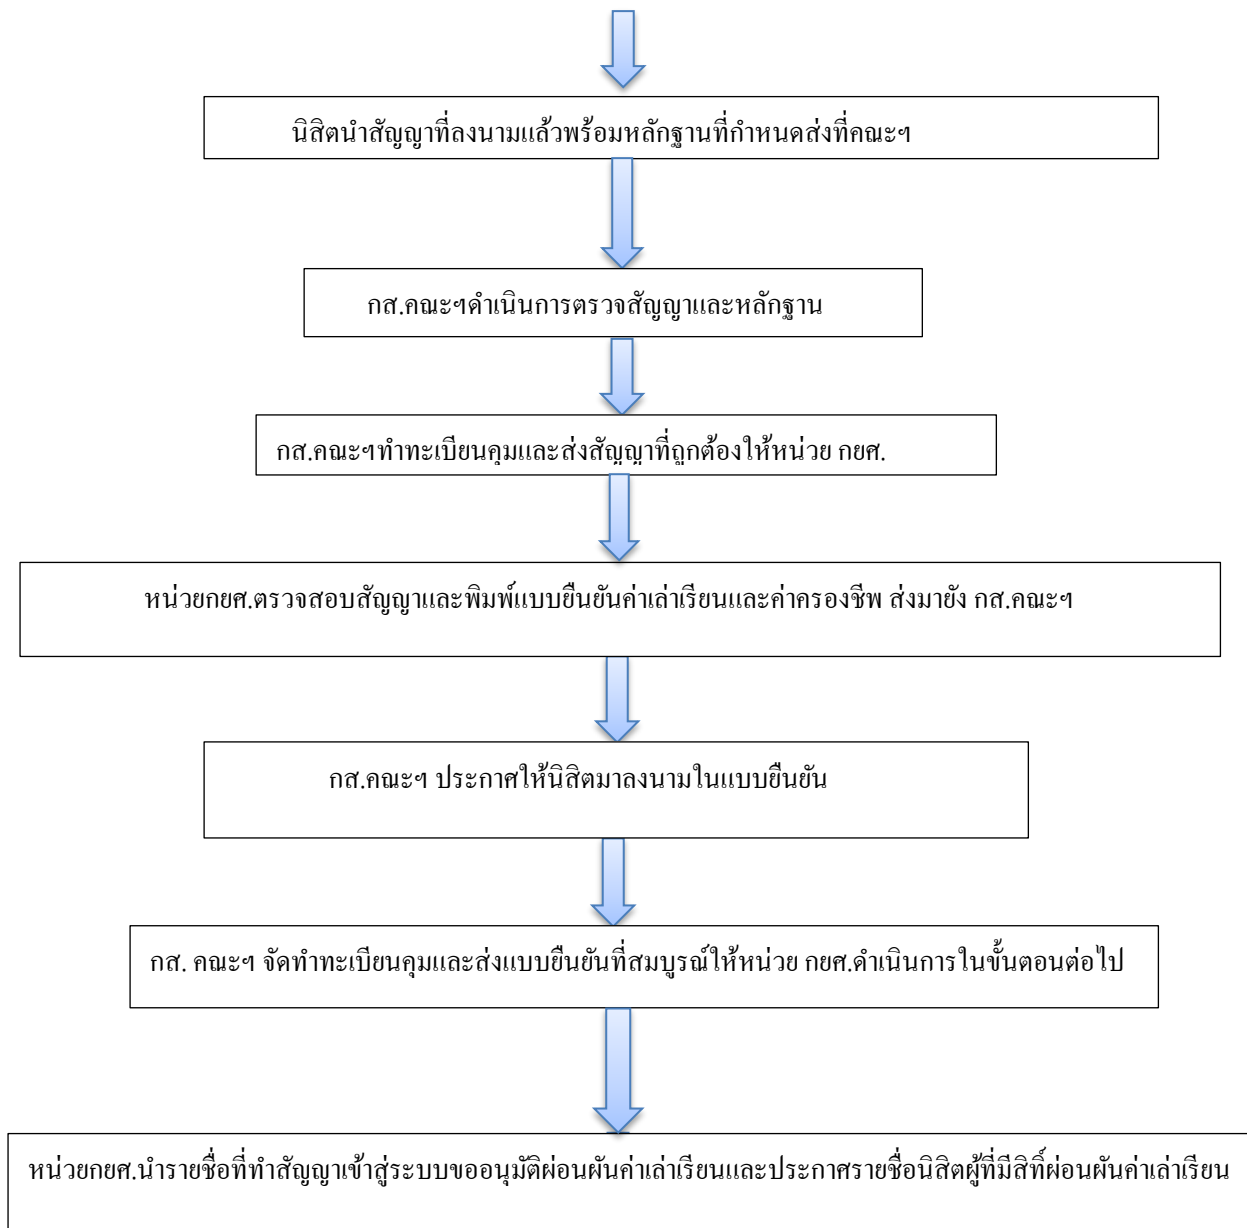 นิสิตนำสัญญาที่ลงนามแล้วพร้อมหลักฐานที่กำหนดส่งที่คณะฯ
กส.คณะฯดำเนินการตรวจสัญญาและหลักฐาน
กส.คณะฯทำทะเบียนคุมและส่งสัญญาที่ถูกต้องให้หน่วย กยศ.
หน่วยกยศ.ตรวจสอบสัญญาและพิมพ์แบบยืนยันค่าเล่าเรียนและค่าครองชีพ ส่งมายัง กส.คณะฯ
กส.คณะฯ ประกาศให้นิสิตมาลงนามในแบบยืนยัน
กส. คณะฯ จัดทำทะเบียนคุมและส่งแบบยืนยันที่สมบูรณ์ให้หน่วย กยศ.ดำเนินการในขั้นตอนต่อไป
หน่วยกยศ.นำรายชื่อที่ทำสัญญาเข้าสู่ระบบขออนุมัติผ่อนผันค่าเล่าเรียนและประกาศรายชื่อนิสิตผู้ที่มีสิทิ์ผ่อนผันค่าเล่าเรียน